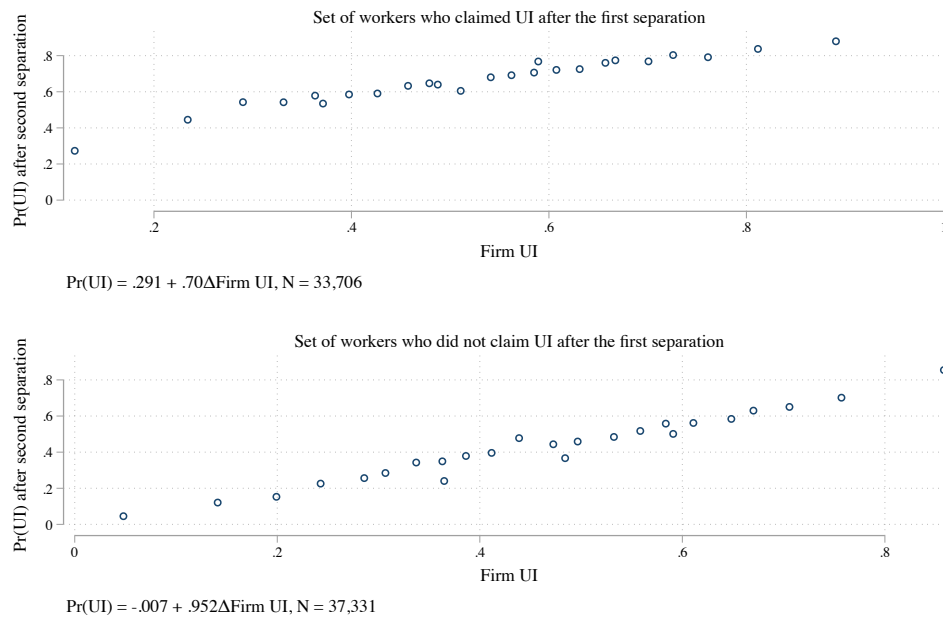 Set of workers who claimed UI after the first separation
Pr(UI) after second separation
.8
.6
.4
.2
0
.2 .4 .6 .8
Firm UI
Pr(UI) = .291 + .70ΔFirm UI, N = 33,706
Set of workers who did not claim UI after the first separation
Pr(UI) after second separation
.8
.6
.4
.2
0
0 .2 .4 .6 .8
Firm UI
Pr(UI) = -.007 + .952ΔFirm UI, N = 37,331